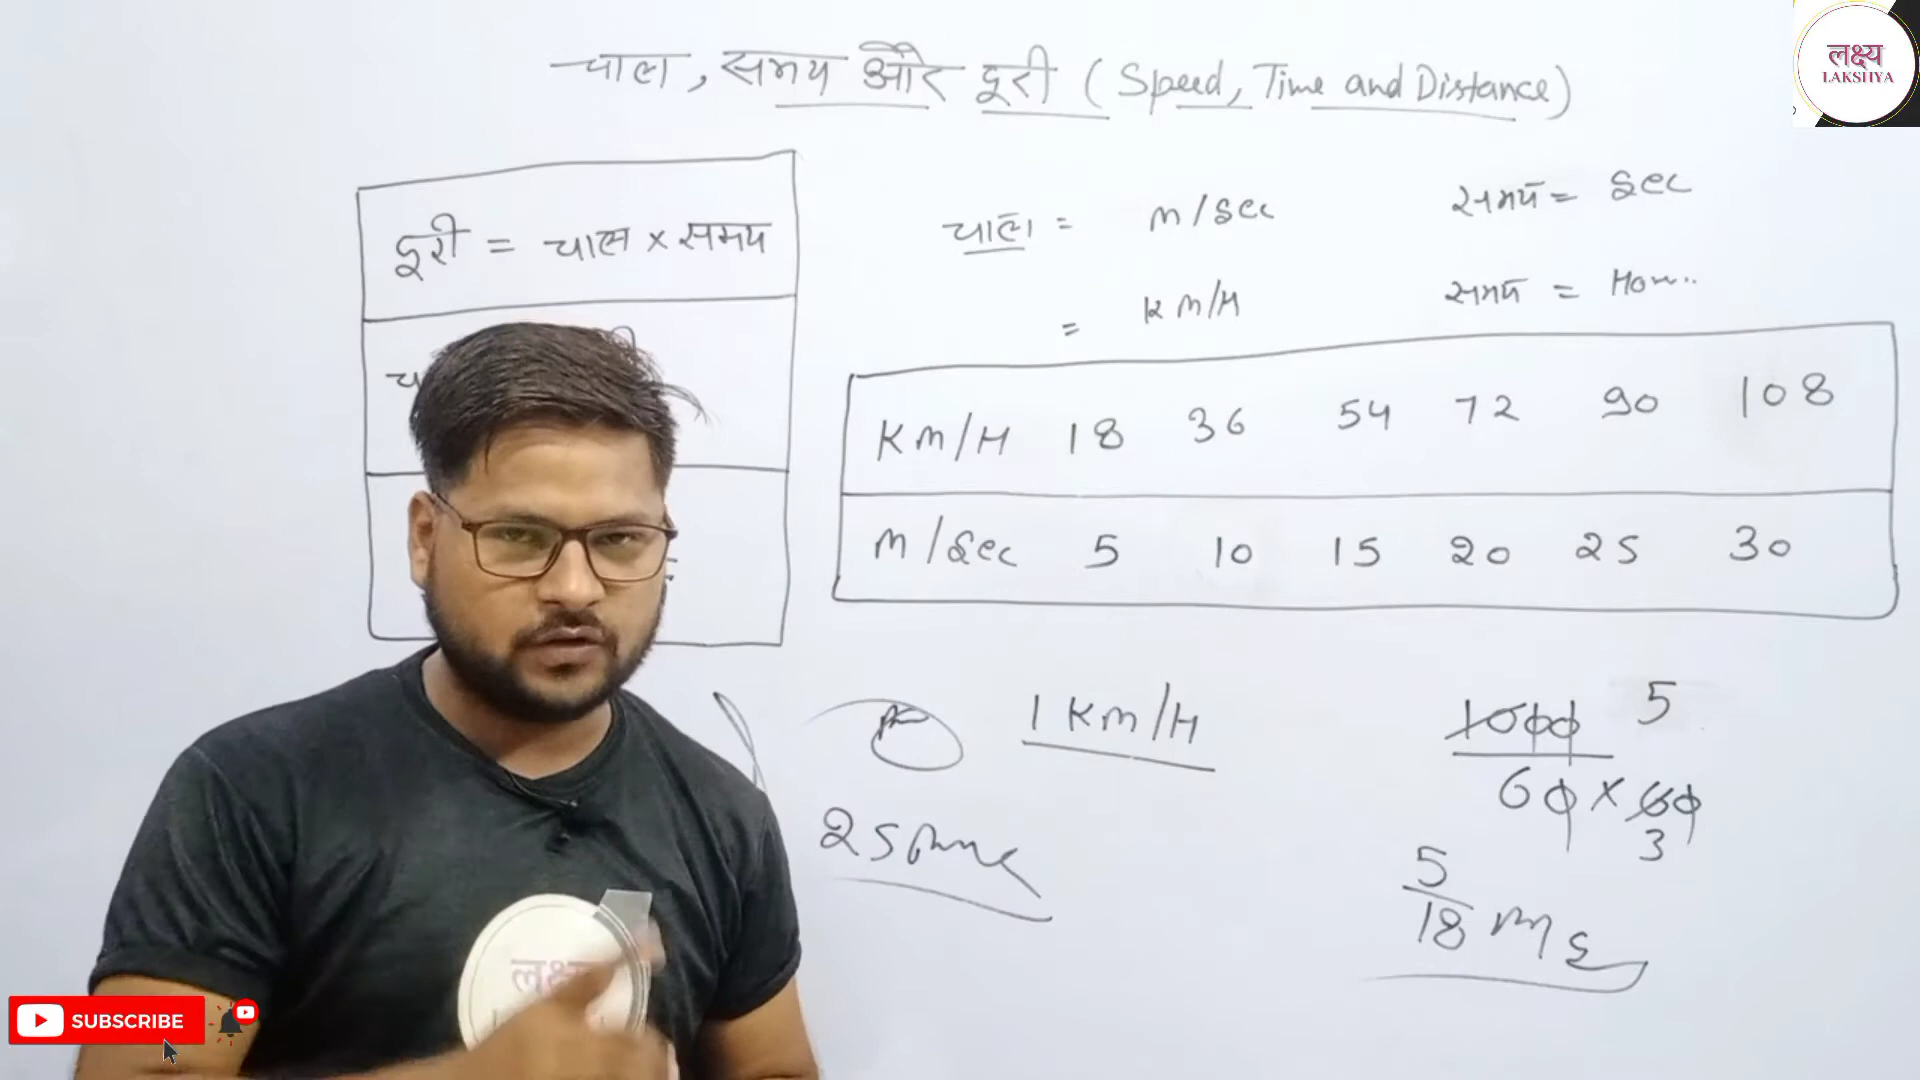 चाल, समय और दूरी (Speed, Time and Distance)
लक्ष्य
LAKSHYA
दूरी = चाल × समय
चाल = m/sec
समय = sec
= Km/H
समय =
Km/H 18 36 54 72 90 108
m/sec 5 10 15 20 25 30
1 Km/H
1000 5
60 × 60
3
25
5
18
लक्ष्य
SUBSCRIBE